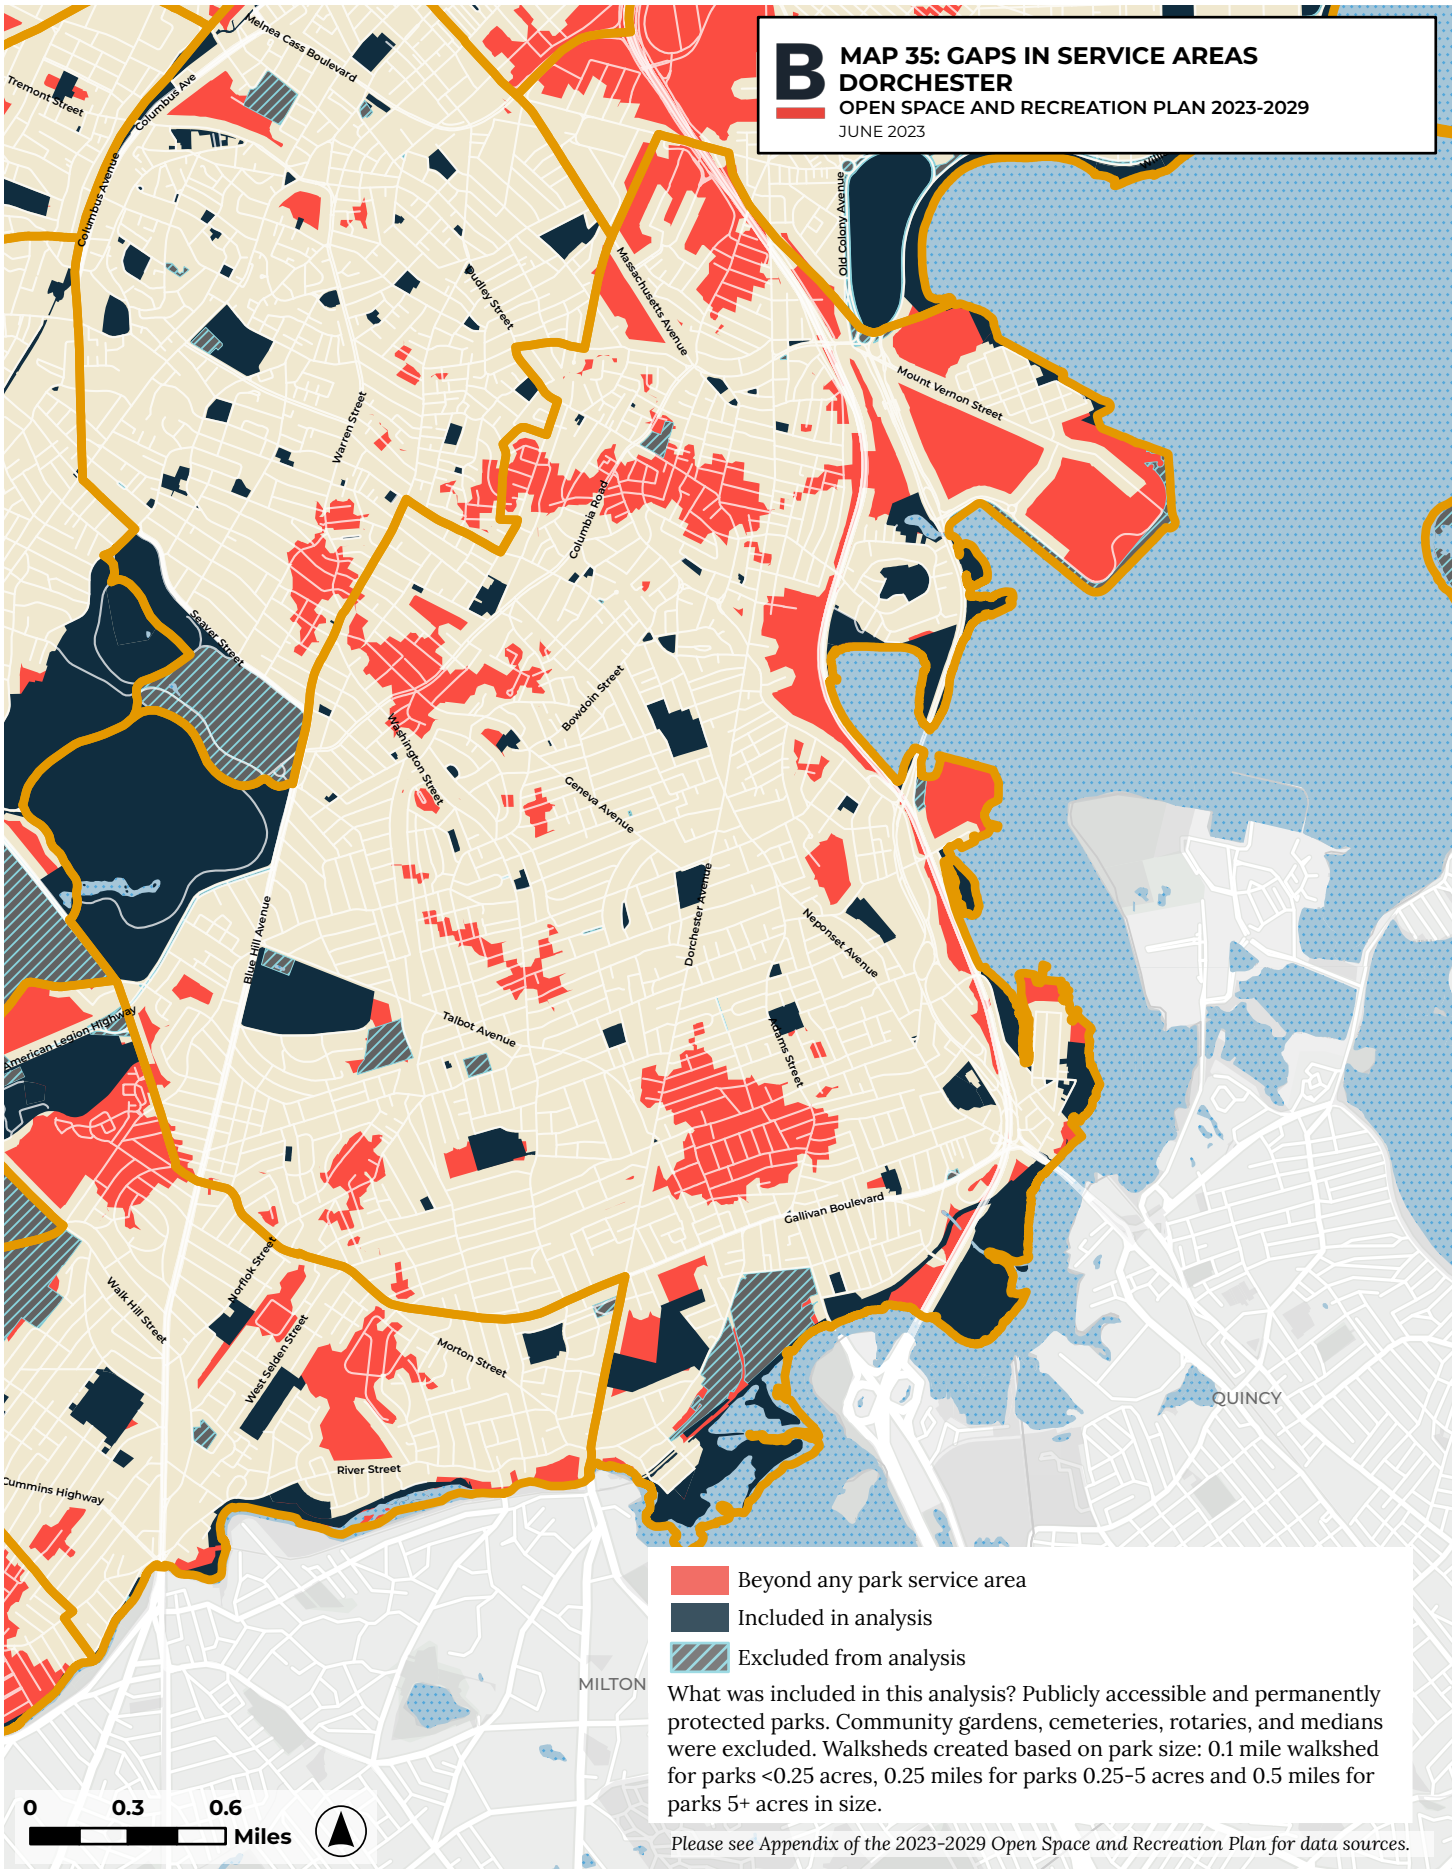 B
MAP 35: GAPS IN SERVICE AREAS
DORCHESTER
OPEN SPACE AND RECREATION PLAN 2023-2029
JUNE 2023
Melnea Cass Boulevard
Tremont Street
Columbus Ave
Columbus Avenue
Old Colony Avenue
Massachusetts Avenue
Dudley Street
Mount Vernon Street
Warren Street
Columbia Road
Seaver Street
Bowdoin Street
Washington Street
Geneva Avenue
Dorchester Avenue
Neponset Avenue
Blue Hill Avenue
Talbot Avenue
Adams Street
American Legion Highway
Gallivan Boulevard
Norflok Street
Walk Hill Street
West Selden Street
Morton Street
QUINCY
River Street
Cummins Highway
MILTON
Beyond any park service area
Included in analysis
Excluded from analysis
What was included in this analysis? Publicly accessible and permanently
protected parks. Community gardens, cemeteries, rotaries, and medians
were excluded. Walksheds created based on park size: 0.1 mile walkshed
for parks <0.25 acres, 0.25 miles for parks 0.25-5 acres and 0.5 miles for
parks 5+ acres in size.
0 0.3 0.6
Miles
Please see Appendix of the 2023-2029 Open Space and Recreation Plan for data sources.